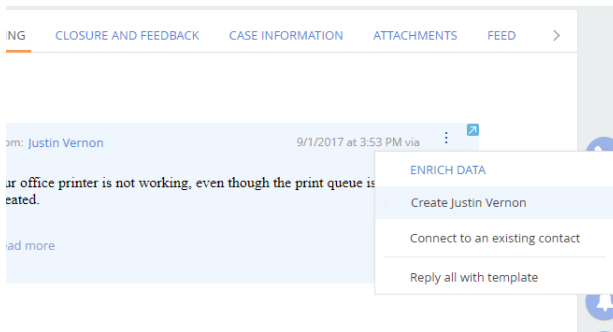 NG CLOSURE AND FEEDBACK CASE INFORMATION ATTACHMENTS FEED >
om: Justin Vernon 9/1/2017 at 3:53 PM via
ENRICH DATA
ur office printer is not working, even though the print queue is
Create Justin Vernon
eated.
Connect to an existing contact
ead more
Reply all with template